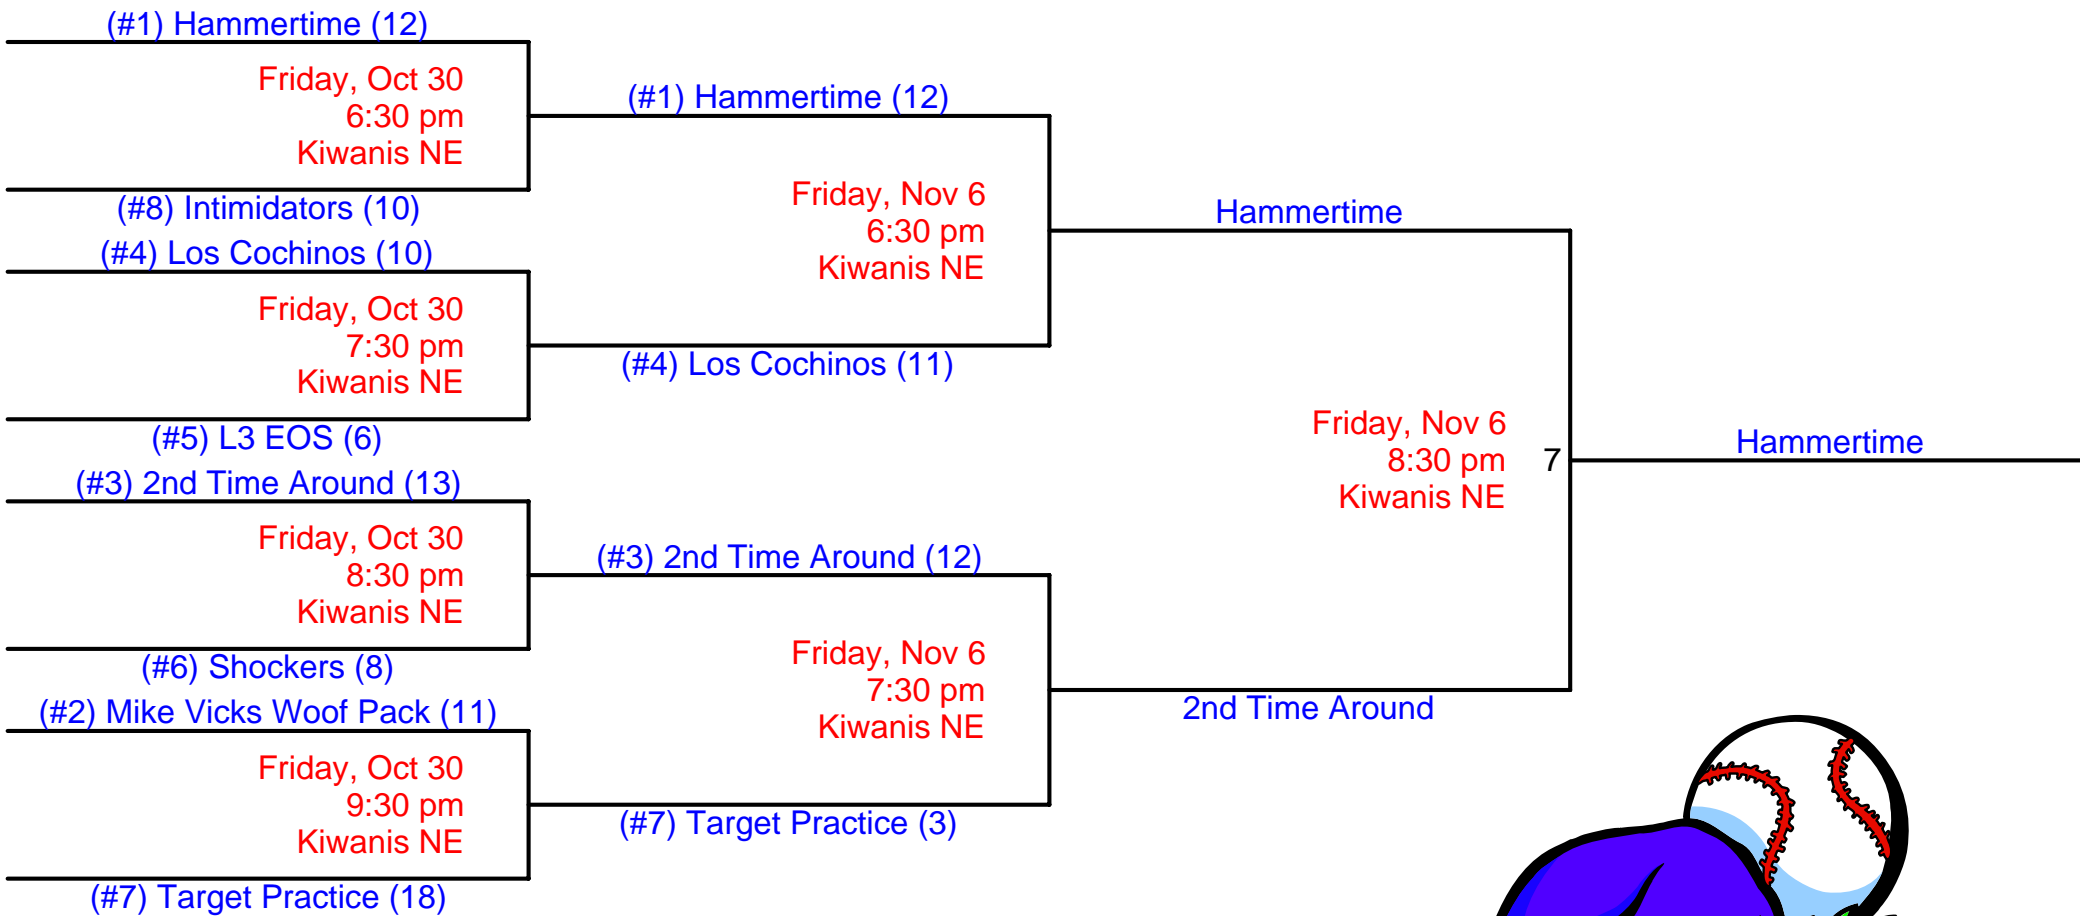 (#1) Hammertime (12)
Friday, Oct 30
6:30 pm
Kiwanis NE
(#8) Intimidators (10)
(#4) Los Cochinos (10)
Friday, Oct 30
7:30 pm
Kiwanis NE
(#5) L3 EOS (6)
(#3) 2nd Time Around (13)
Friday, Oct 30
8:30 pm
Kiwanis NE
(#6) Shockers (8)
(#2) Mike Vicks Woof Pack (11)
Friday, Oct 30
9:30 pm
Kiwanis NE
(#7) Target Practice (18)
(#1) Hammertime (12)
Friday, Nov 6
6:30 pm
Kiwanis NE
(#4) Los Cochinos (11)
(#3) 2nd Time Around (12)
Friday, Nov 6
7:30 pm
Kiwanis NE
(#7) Target Practice (3)
Hammertime
Friday, Nov 6
8:30 pm 7
Kiwanis NE
2nd Time Around
Hammertime